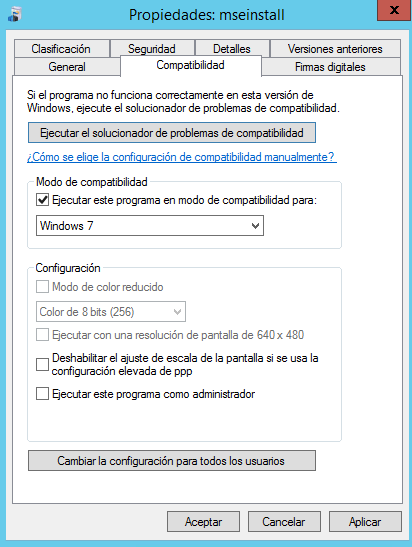 Propiedades: mseinstall
x
Clasificación Seguridad Detalles Versiones anteriores
General Compatibilidad Firmas digitales
Si el programa no funciona correctamente en esta versión de
Windows, ejecute el solucionador de problemas de compatibilidad.
Ejecutar el solucionador de problemas de compatibilidad
¿Cómo se elige la configuración de compatibilidad manualmente?
Modo de compatibilidad
Ejecutar este programa en modo de compatibilidad para:
Windows 7
Configuración
Modo de color reducido
Color de 8 bits (256)
Ejecutar con una resolución de pantalla de 640 x 480
Deshabilitar el ajuste de escala de la pantalla si se usa la
configuración elevada de ppp
Ejecutar este programa como administrador
Cambiar la configuración para todos los usuarios
Aceptar Cancelar Aplicar